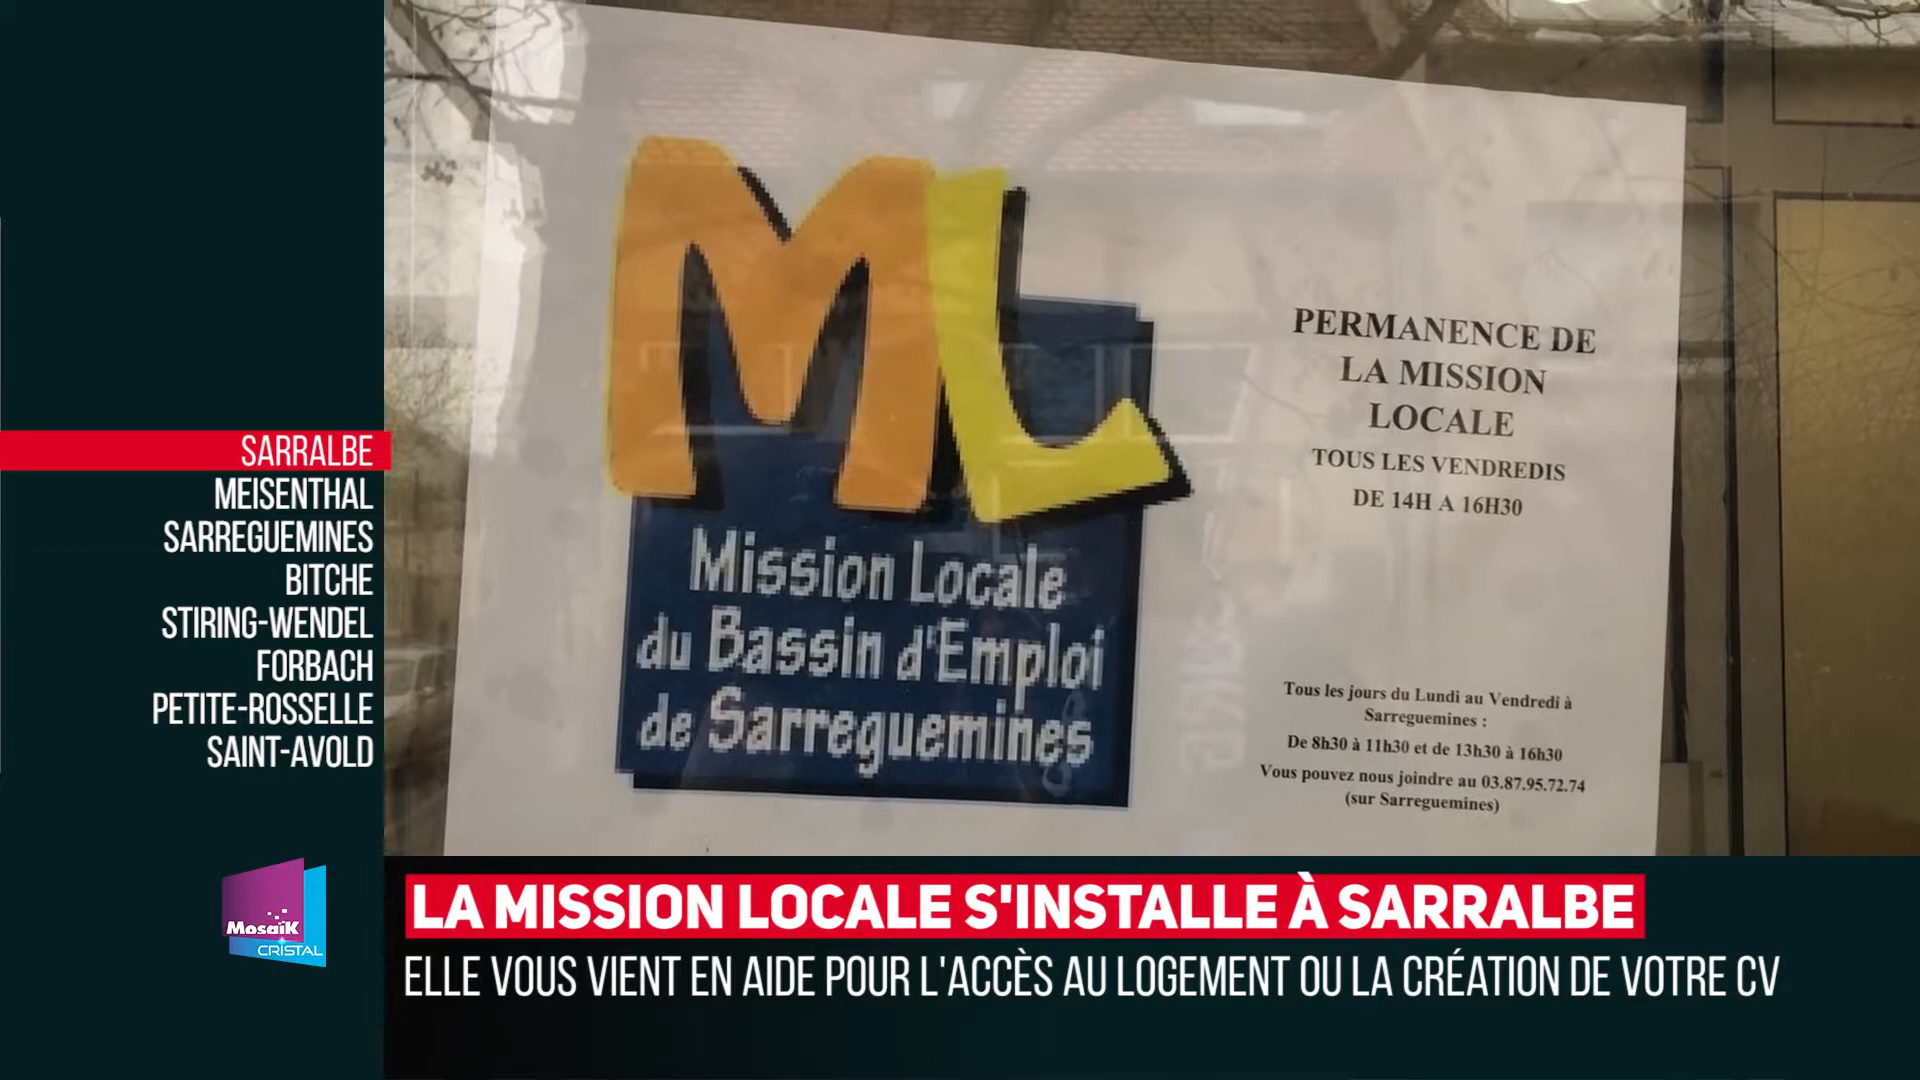 SARRALBE
MEISENTHAL
SARREGUEMINES
BITCHE
STIRING-WENDEL
FORBACH
PETITE-ROSSELLE
SAINT-AVOLD
MosaïK
CRISTAL
ML
Mission Locale
du Bassin d'Emploi
de Sarreguemines
PERMANENCE DE
LA MISSION
LOCALE
TOUS LES VENDREDIS
DE 14H A 16H30
Tous les jours du Lundi au Vendredi à
Sarreguemines :
De 8h30 à 11h30 et de 13h30 à 16h30
Vous pouvez nous joindre au 03.87.95.72.74
(sur Sarreguemines)
LA MISSION LOCALE S'INSTALLE À SARRALBE
ELLE VOUS VIENT EN AIDE POUR L'ACCÈS AU LOGEMENT OU LA CRÉATION DE VOTRE CV